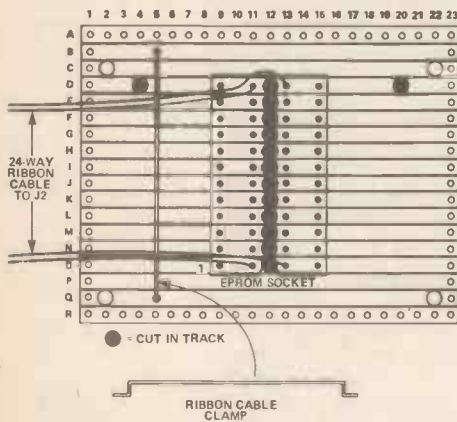 1 2 3 4 5 6 7 8 9 10 11 12 13 14 15 16 17 18 19 20 21 22 23
A
B
C
D
E
F
G
H
I
J
K
L
M
N
O
P
Q
R
24-WAY
RIBBON
CABLE
TO J2
1
EPROM SOCKET
= CUT IN TRACK
RIBBON CABLE
CLAMP